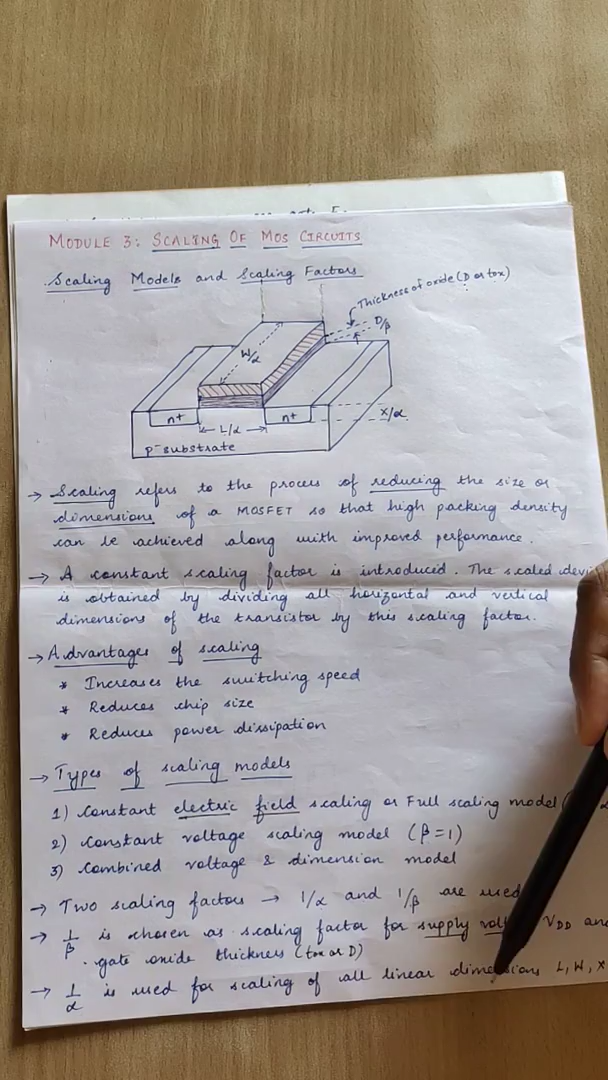 MODULE 3: SCALING OF MOS CIRCUITS
Scaling Models and Scaling Factors
Thickness of oxide (D or tox)
D/β
W/α
n+
L/α
n+
X/α
p-substrate
→ Scaling refers to the process of reducing the size or
dimensions of a MOSFET so that high packing density
can be achieved along with improved performance.
→ A constant scaling factor is introduced. The scaled devi
is obtained by dividing all horizontal and vertical
dimensions of the transistor by this scaling factor.
→ Advantages of scaling
* Increases the switching speed
* Reduces chip size
* Reduces power dissipation
→ Types of scaling models
1) Constant electric field scaling or Full scaling model (
2) Constant voltage scaling model (β=1)
3) Combined voltage & dimension model
→ Two scaling factors → 1/α and 1/β are used
→ 1/β is chosen as scaling factor for supply volt VDD and
gate oxide thickness (tox or D)
→ 1/α is used for scaling of all linear dimensions L, W, X